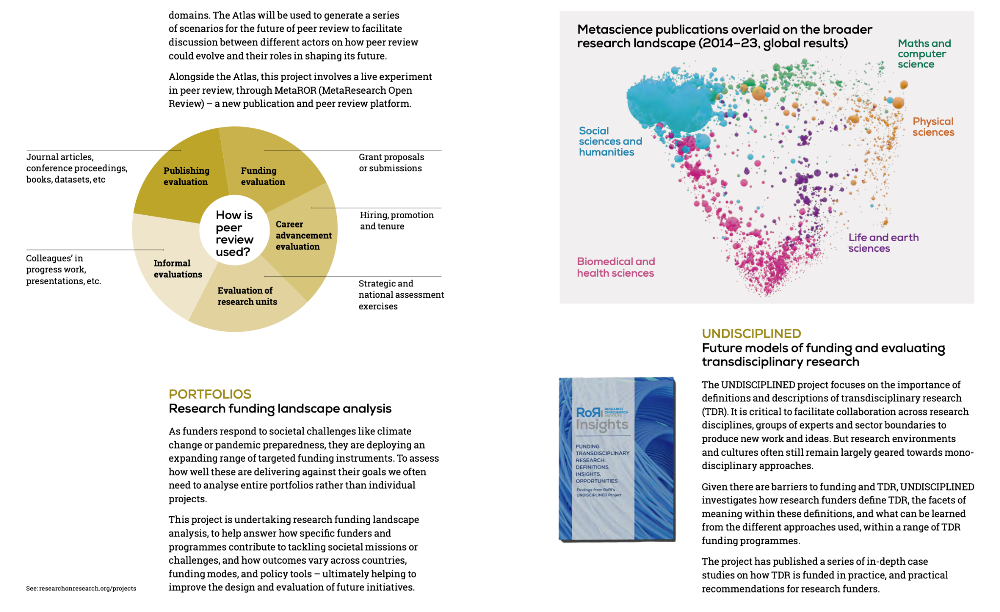 domains. The Atlas will be used to generate a series
of scenarios for the future of peer review to facilitate
discussion between different actors on how peer review
could evolve and their roles in shaping its future.
Alongside the Atlas, this project involves a live experiment
in peer review, through MetaROR (MetaResearch Open
Review) – a new publication and peer review platform.
Journal articles,
conference proceedings,
books, datasets, etc
Publishing
evaluation
Funding
evaluation
Grant proposals
or submissions
How is
peer
review
used?
Career
advancement
evaluation
Hiring, promotion
and tenure
Colleagues’ in
progress work,
presentations, etc.
Informal
evaluations
Evaluation of
research units
Strategic and
national assessment
exercises
PORTFOLIOS
Research funding landscape analysis
As funders respond to societal challenges like climate
change or pandemic preparedness, they are deploying an
expanding range of targeted funding instruments. To assess
how well these are delivering against their goals we often
need to analyse entire portfolios rather than individual
projects.
This project is undertaking research funding landscape
analysis, to help answer how specific funders and
programmes contribute to tackling societal missions or
challenges, and how outcomes vary across countries,
funding modes, and policy tools – ultimately helping to
improve the design and evaluation of future initiatives.
See: researchonresearch.org/projects
Metascience publications overlaid on the broader
research landscape (2014–23, global results)
Maths and
computer
science
Social
sciences and
humanities
Physical
sciences
Life and earth
sciences
Biomedical and
health sciences
RoRI
RESEARCH
ON RESEARCH
INSTITUTE
Insights
FUNDING
TRANSDISCIPLINARY
RESEARCH:
DEFINITIONS,
INSIGHTS,
OPPORTUNITIES
Findings from RoRI's
UNDISCIPLINED Project
UNDISCIPLINED
Future models of funding and evaluating
transdisciplinary research
The UNDISCIPLINED project focuses on the importance of
definitions and descriptions of transdisciplinary research
(TDR). It is critical to facilitate collaboration across research
disciplines, groups of experts and sector boundaries to
produce new work and ideas. But research environments
and cultures often still remain largely geared towards mono-
disciplinary approaches.
Given there are barriers to funding and TDR, UNDISCIPLINED
investigates how research funders define TDR, the facets of
meaning within these definitions, and what can be learned
from the different approaches used, within a range of TDR
funding programmes.
The project has published a series of in-depth case
studies on how TDR is funded in practice, and practical
recommendations for research funders.